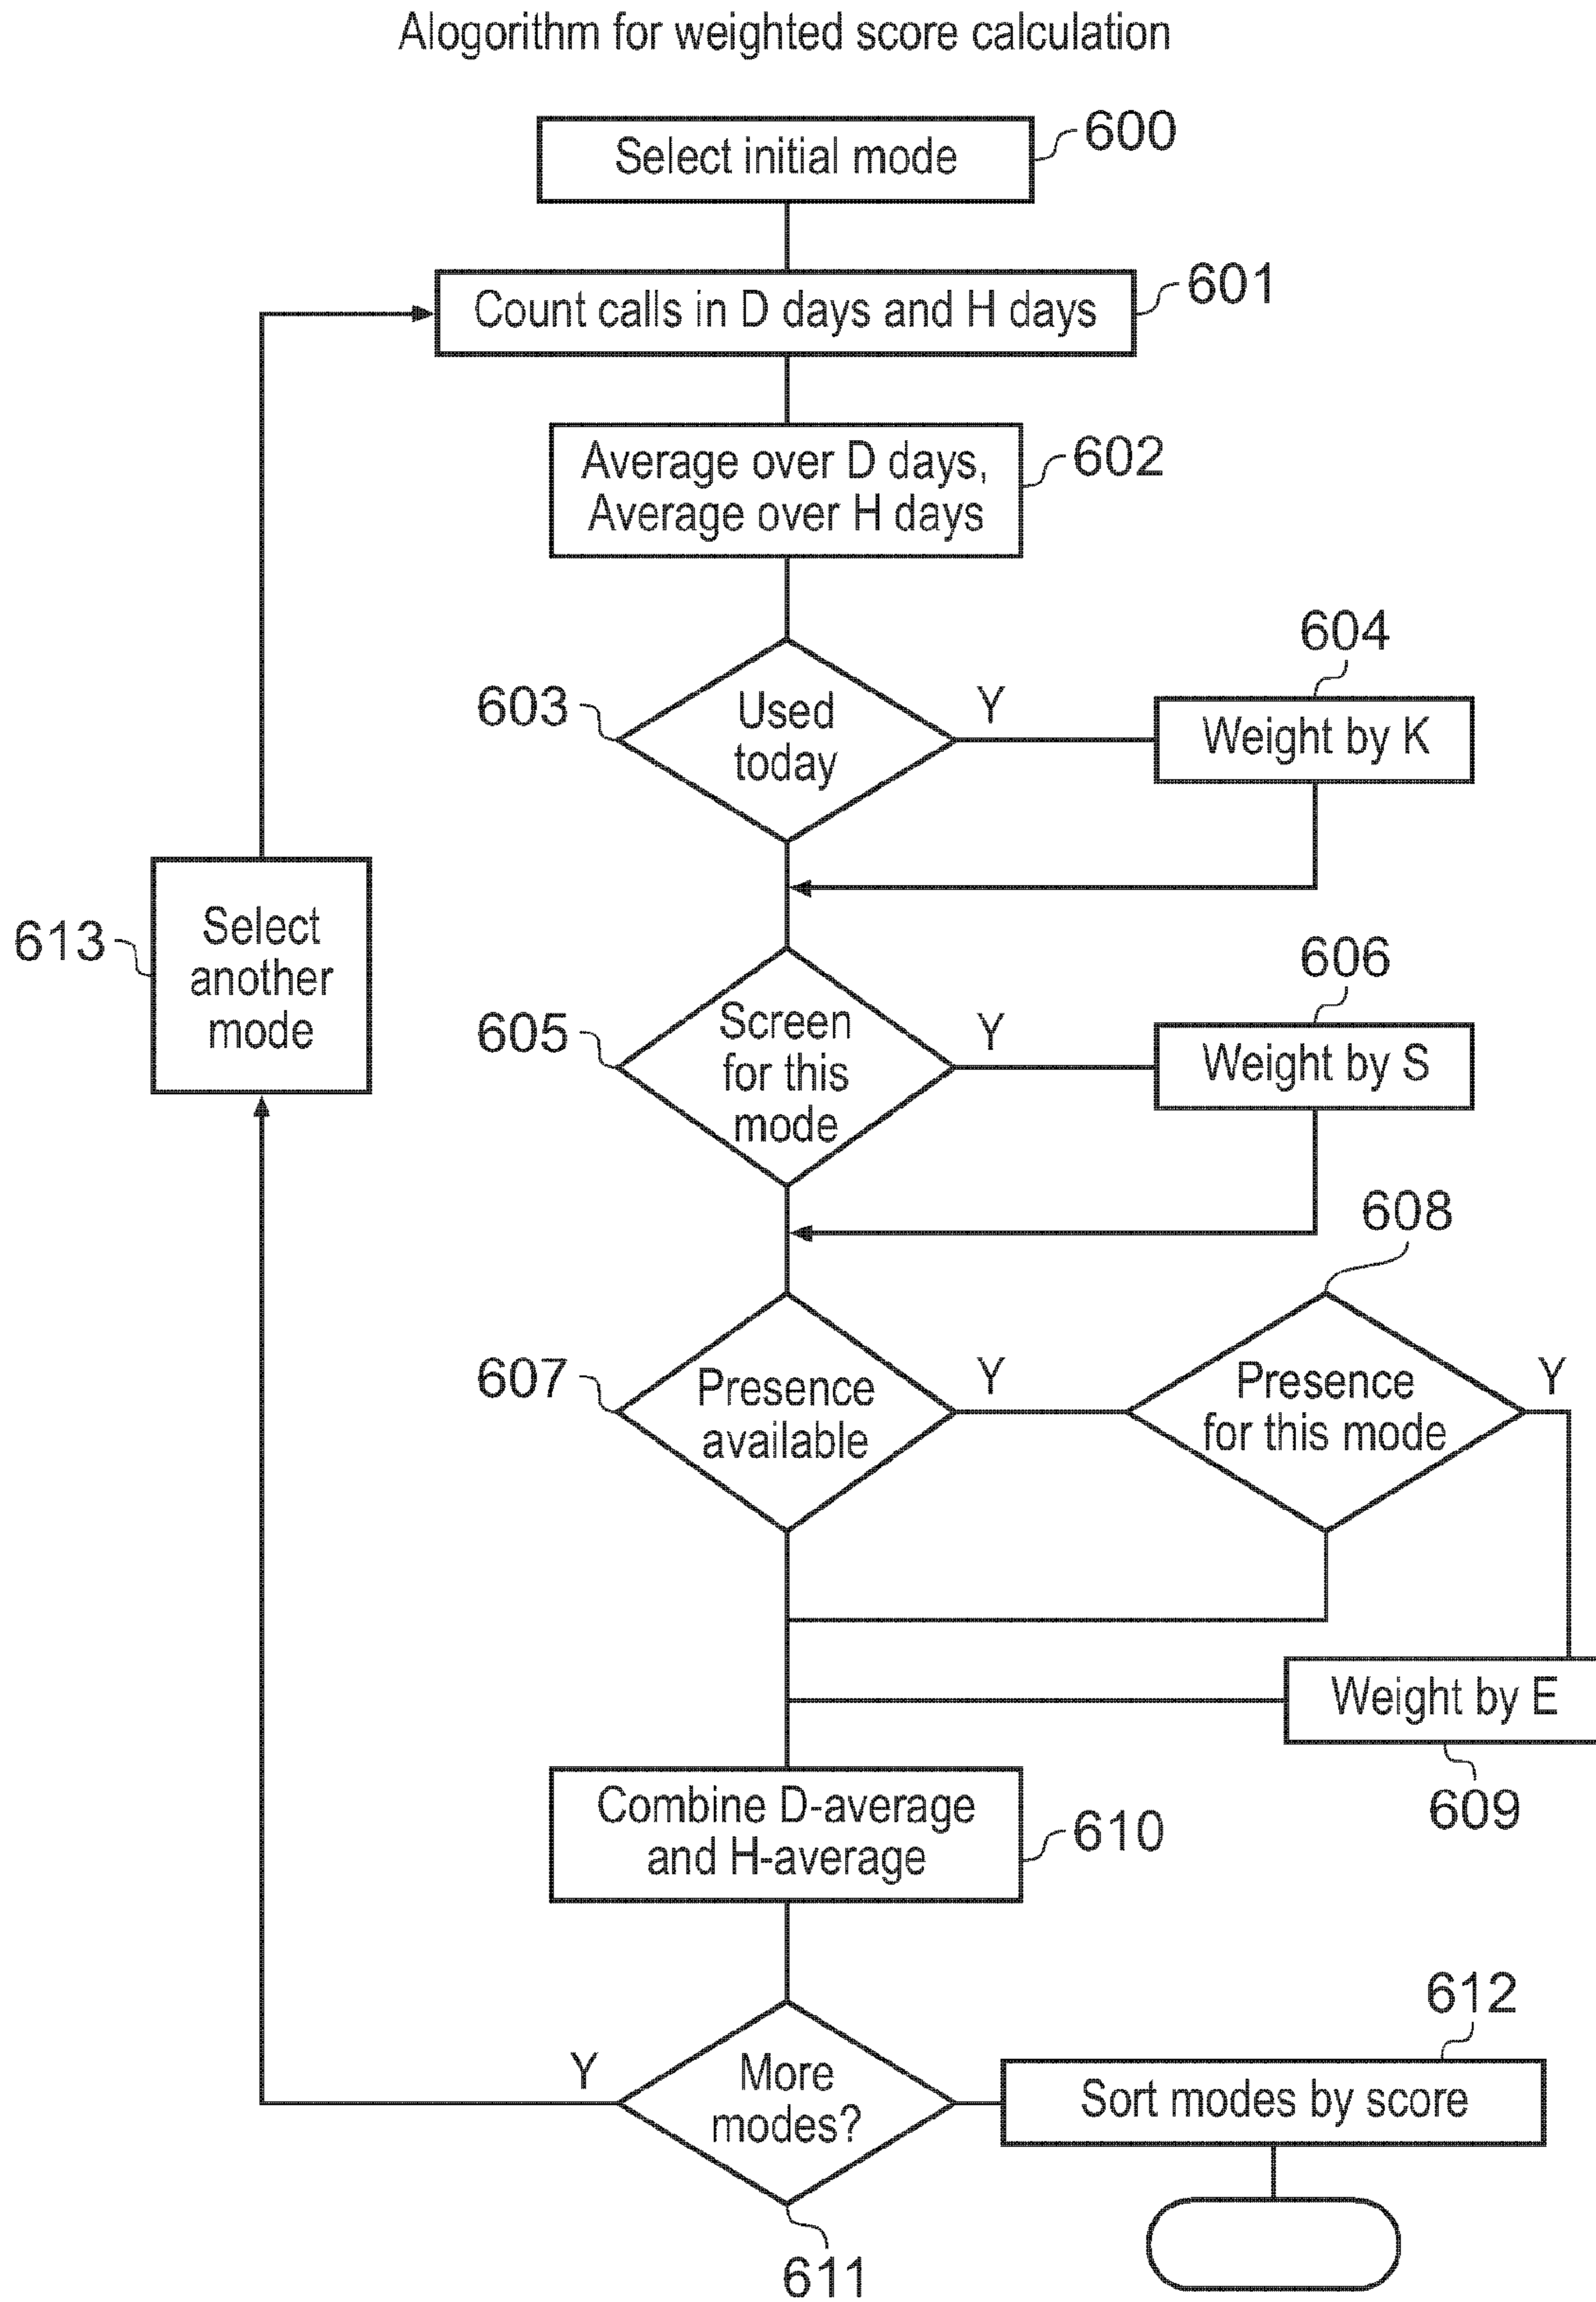 Alogorithm for weighted score calculation
Select initial mode
600
Count calls in D days and H days
601
Average over D days,
Average over H days
602
603
Used
today
Y
604
Weight by K
613
Select
another
mode
605
Screen
for this
mode
Y
606
Weight by S
607
Presence
available
Y
608
Presence
for this mode
Y
Weight by E
609
Combine D-average
and H-average
610
Y
More
modes?
611
612
Sort modes by score